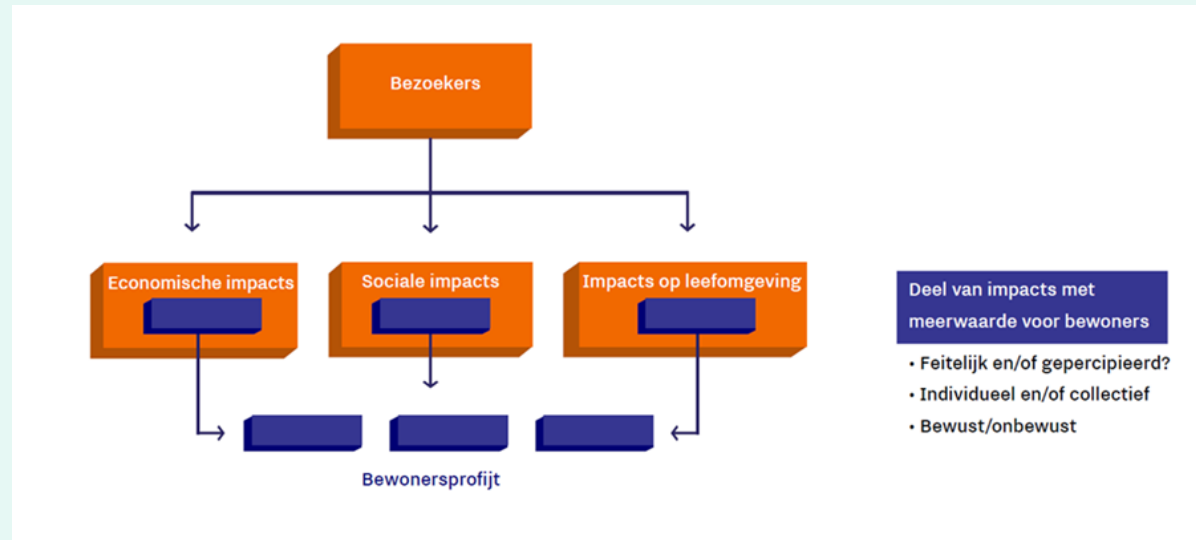 Bezoekers
Economische impacts
Sociale impacts
Impacts op leefomgeving
Deel van impacts met
meerwaarde voor bewoners
• Feitelijk en/of gepercipieerd?
• Individueel en/of collectief
• Bewust/onbewust
Bewonersprofijt